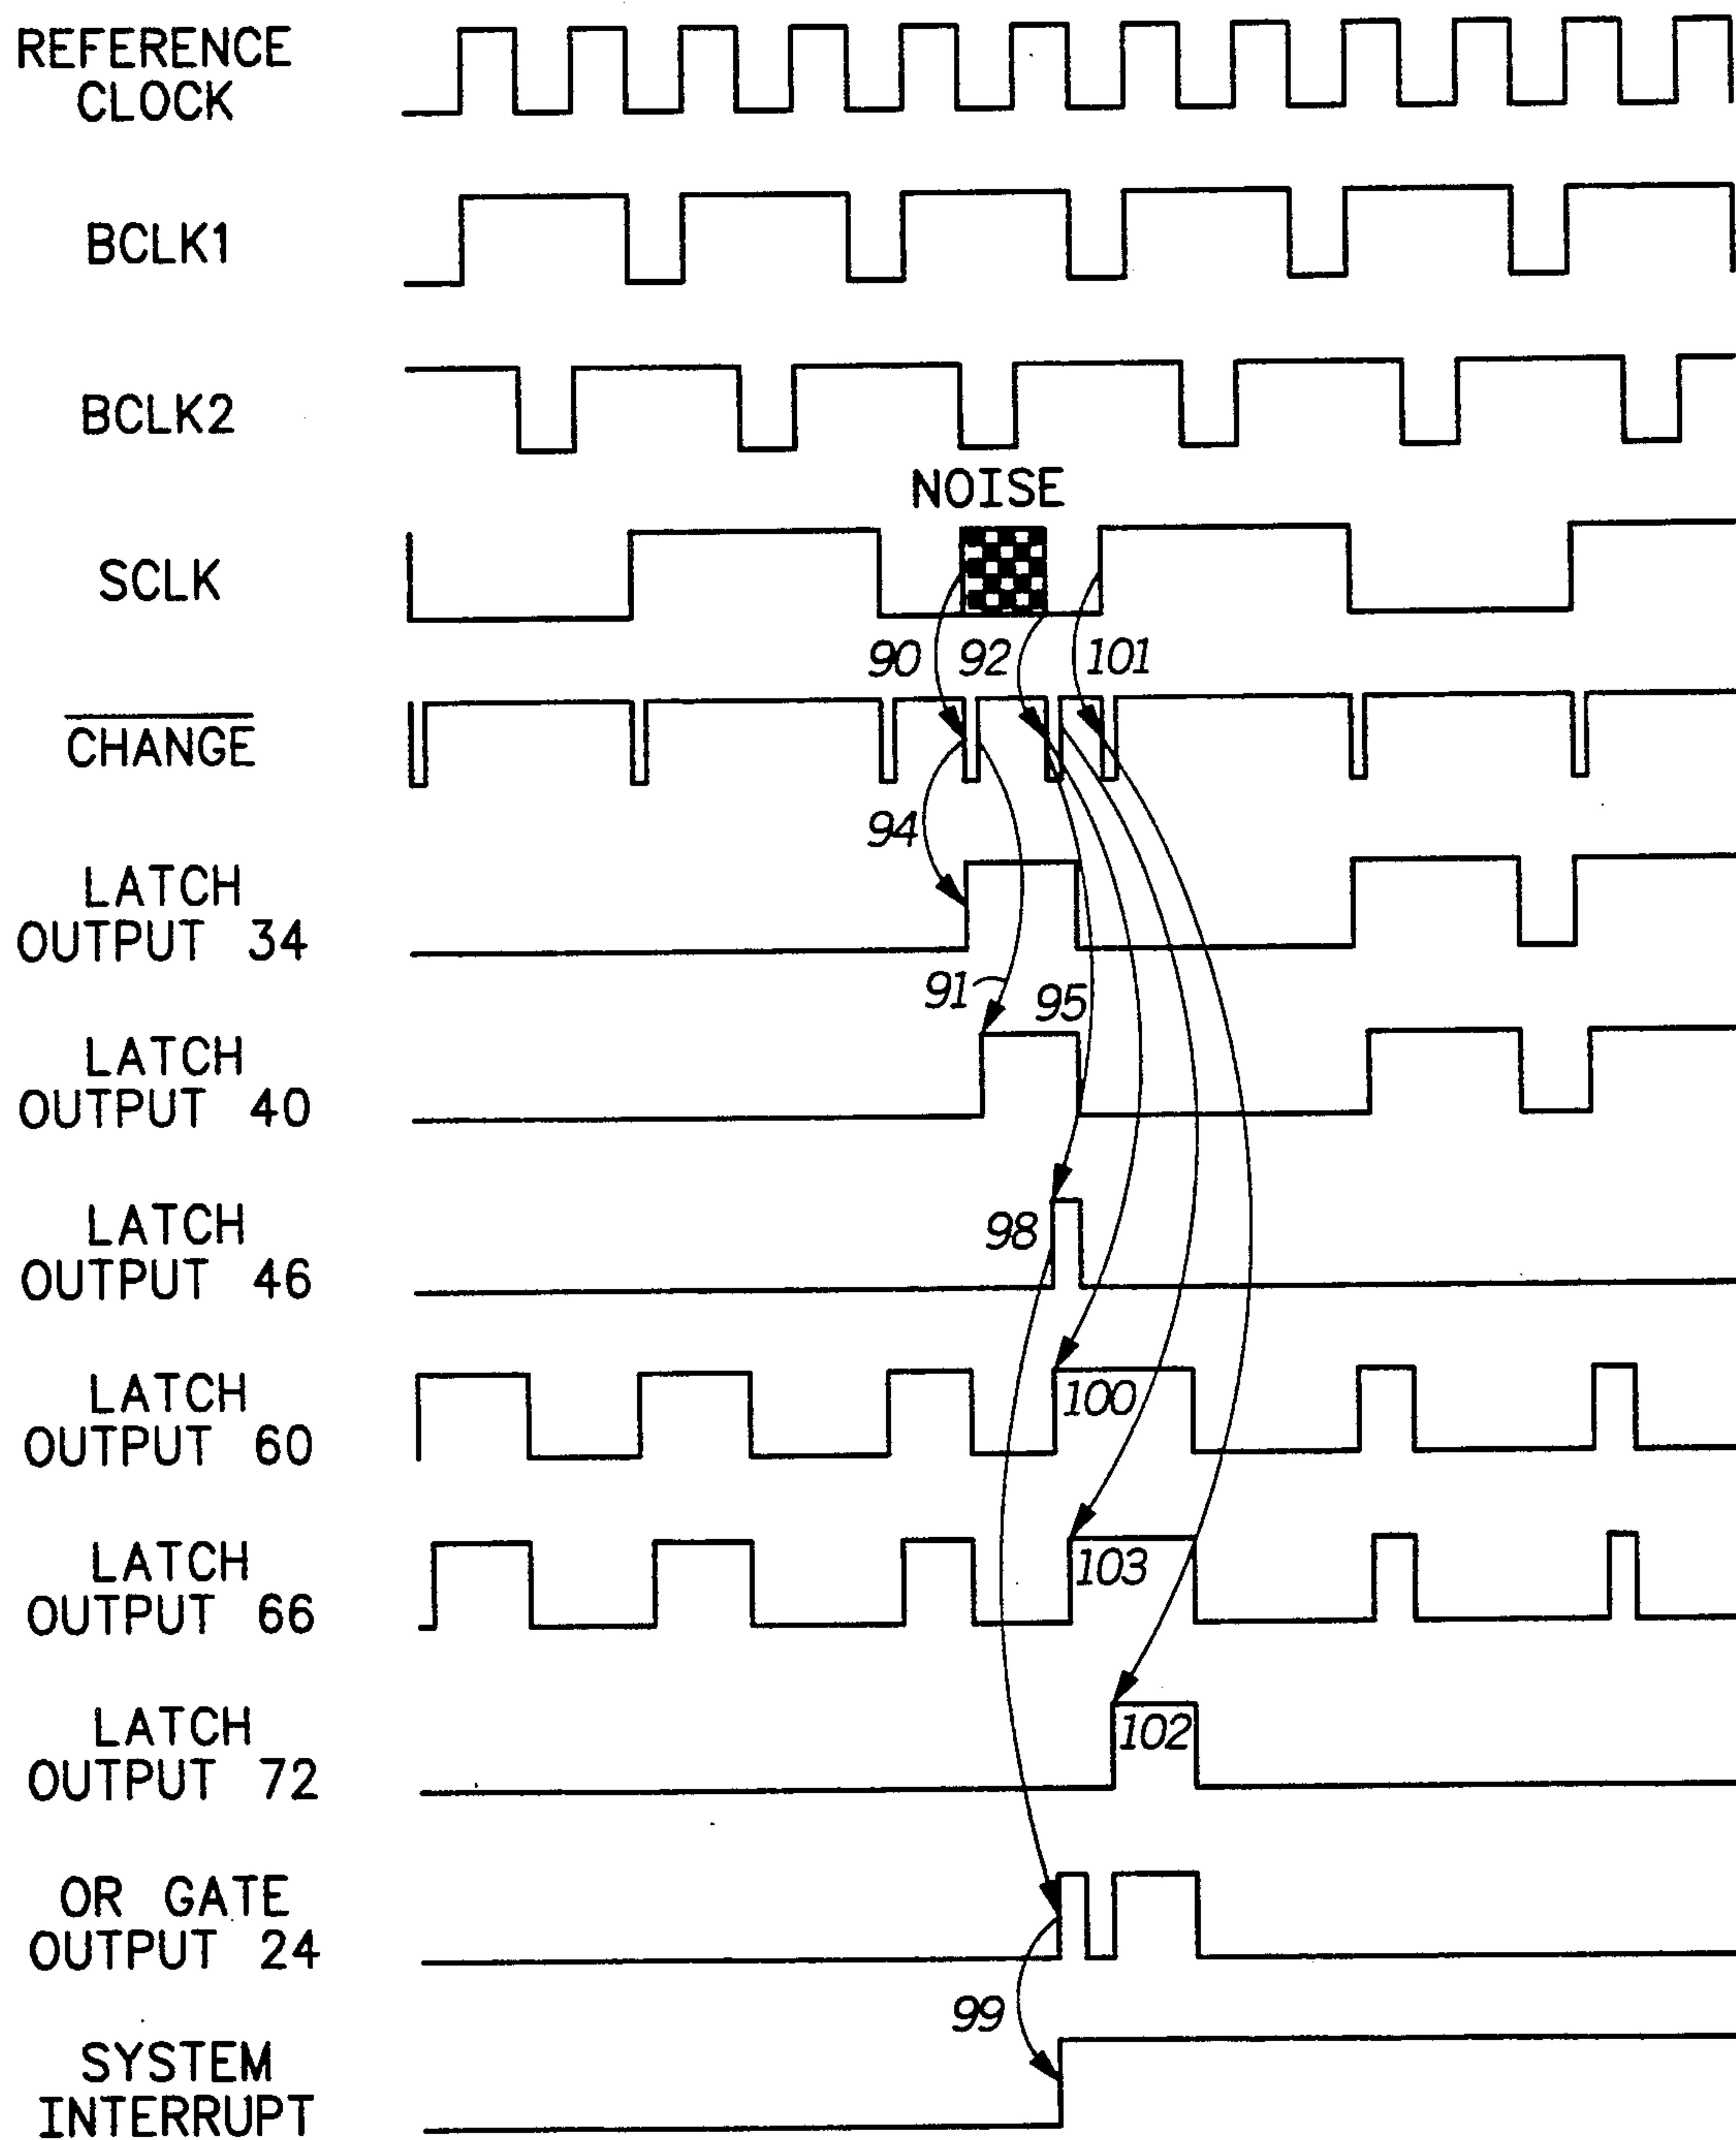 REFERENCE
CLOCK
BCLK1
BCLK2
NOISE
SCLK
90 92 101
CHANGE
94
LATCH
OUTPUT 34
91 95
LATCH
OUTPUT 40
LATCH
OUTPUT 46
98
LATCH
OUTPUT 60
100
LATCH
OUTPUT 66
103
LATCH
OUTPUT 72
102
OR GATE
OUTPUT 24
99
SYSTEM
INTERRUPT